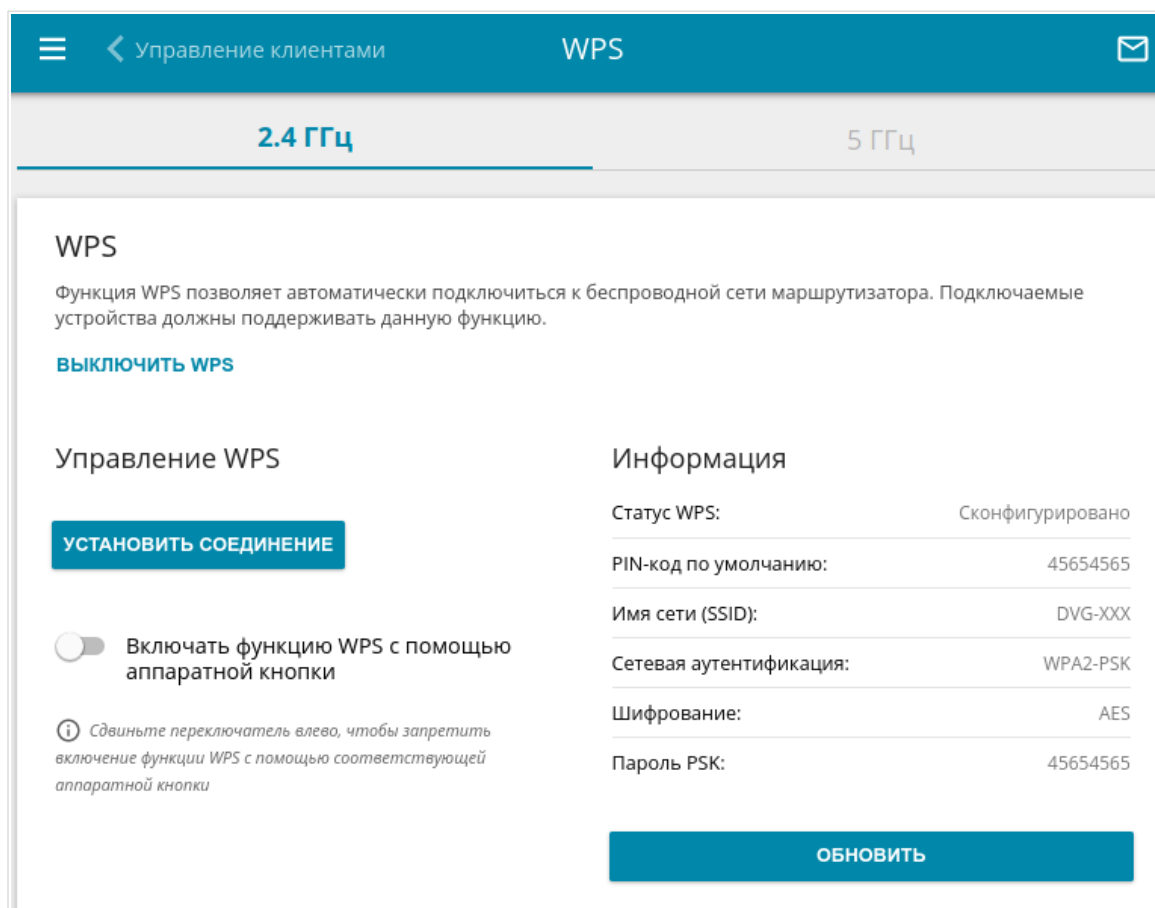 Управление клиентами
WPS
2.4 ГГц
5 ГГц
WPS
Функция WPS позволяет автоматически подключиться к беспроводной сети маршрутизатора. Подключаемые
устройства должны поддерживать данную функцию.
ВЫКЛЮЧИТЬ WPS
Управление WPS
УСТАНОВИТЬ СОЕДИНЕНИЕ
Включать функцию WPS с помощью
аппаратной кнопки
Сдвиньте переключатель влево, чтобы запретить
включение функции WPS с помощью соответствующей
аппаратной кнопки
Информация
Статус WPS: Сконфигурировано
PIN-код по умолчанию: 45654565
Имя сети (SSID): DVG-XXX
Сетевая аутентификация: WPA2-PSK
Шифрование: AES
Пароль PSK: 45654565
ОБНОВИТЬ